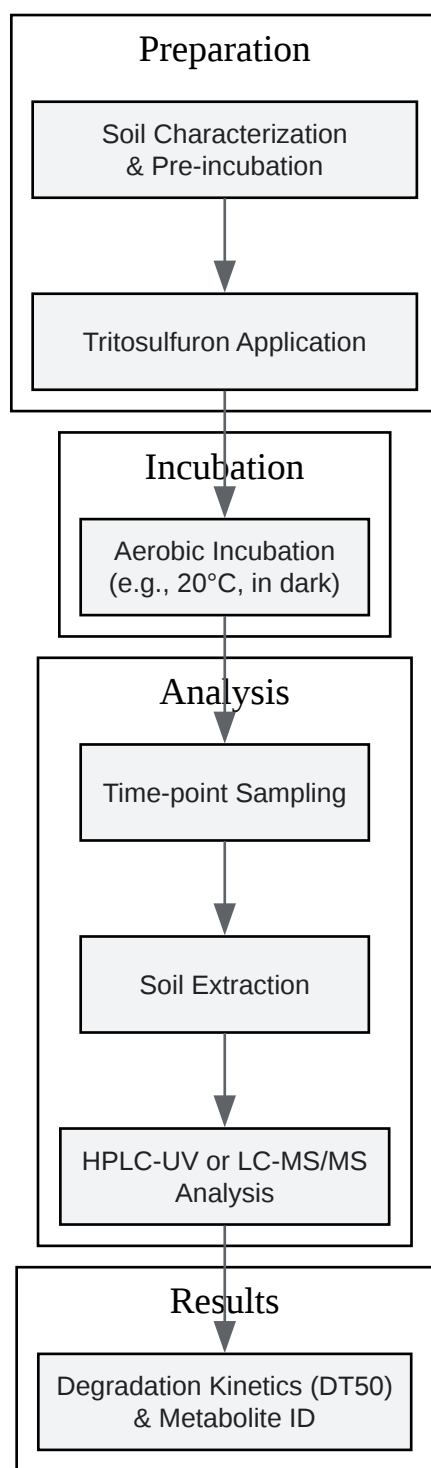 Preparation
Soil Characterization
& Pre-incubation
Tritosulfuron Application
Incubation
Aerobic Incubation
(e.g., 20°C, in dark)
Analysis
Time-point Sampling
Soil Extraction
HPLC-UV or LC-MS/MS
Analysis
Results
Degradation Kinetics (DT50)
& Metabolite ID